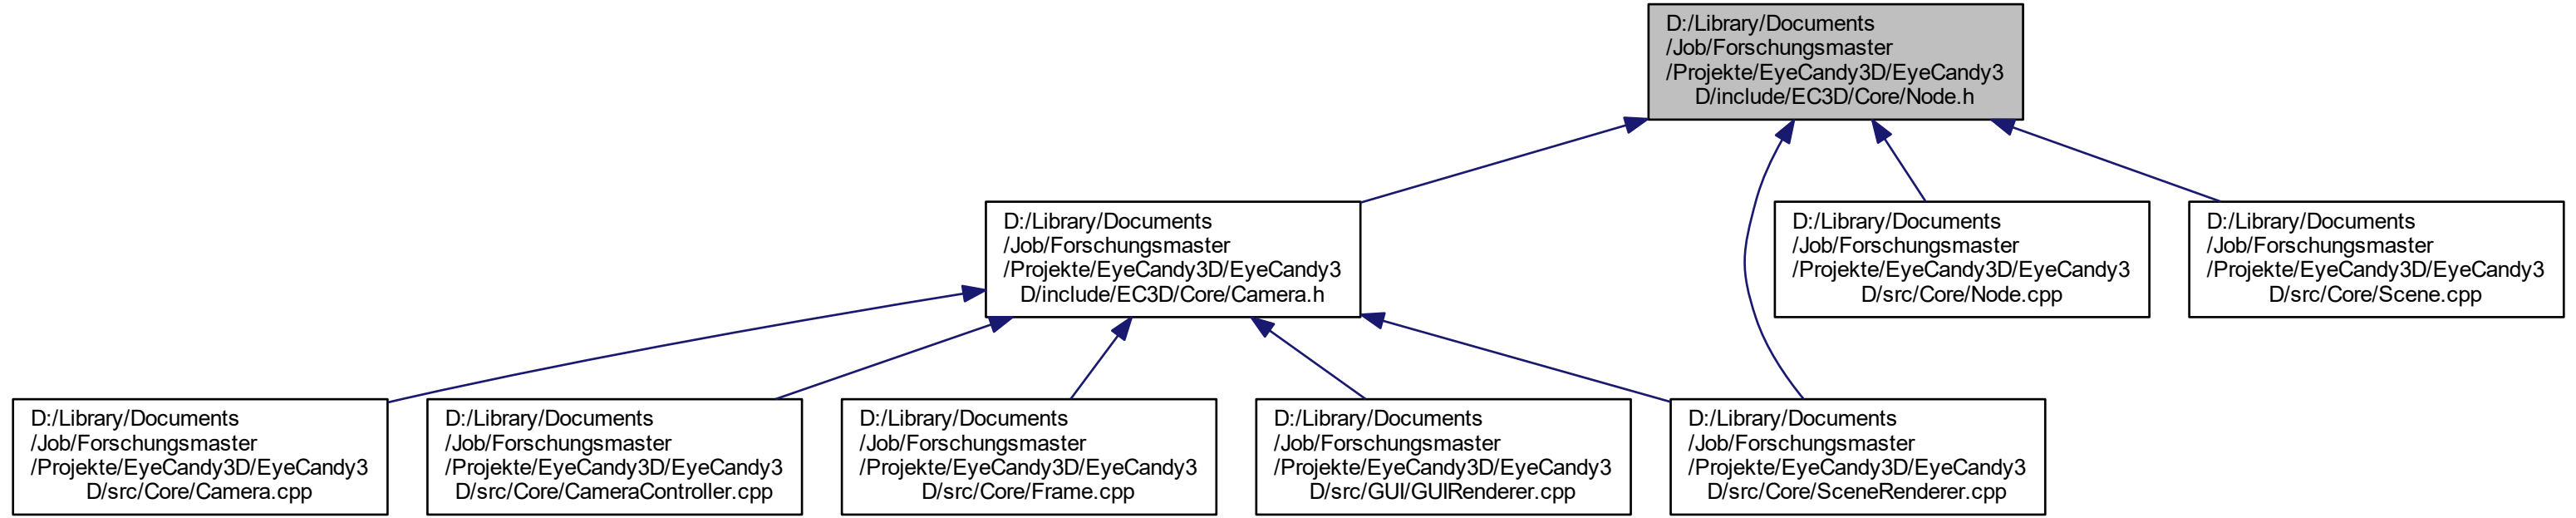 D:/Library/Documents
/Job/Forschungsmaster
/Projekte/EyeCandy3D/EyeCandy3
D/include/EC3D/Core/Node.h
D:/Library/Documents
/Job/Forschungsmaster
/Projekte/EyeCandy3D/EyeCandy3
D/include/EC3D/Core/Camera.h
D:/Library/Documents
/Job/Forschungsmaster
/Projekte/EyeCandy3D/EyeCandy3
D/src/Core/Node.cpp
D:/Library/Documents
/Job/Forschungsmaster
/Projekte/EyeCandy3D/EyeCandy3
D/src/Core/Scene.cpp
D:/Library/Documents
/Job/Forschungsmaster
/Projekte/EyeCandy3D/EyeCandy3
D/src/Core/Camera.cpp
D:/Library/Documents
/Job/Forschungsmaster
/Projekte/EyeCandy3D/EyeCandy3
D/src/Core/CameraController.cpp
D:/Library/Documents
/Job/Forschungsmaster
/Projekte/EyeCandy3D/EyeCandy3
D/src/Core/Frame.cpp
D:/Library/Documents
/Job/Forschungsmaster
/Projekte/EyeCandy3D/EyeCandy3
D/src/GUI/GUIRenderer.cpp
D:/Library/Documents
/Job/Forschungsmaster
/Projekte/EyeCandy3D/EyeCandy3
D/src/Core/SceneRenderer.cpp